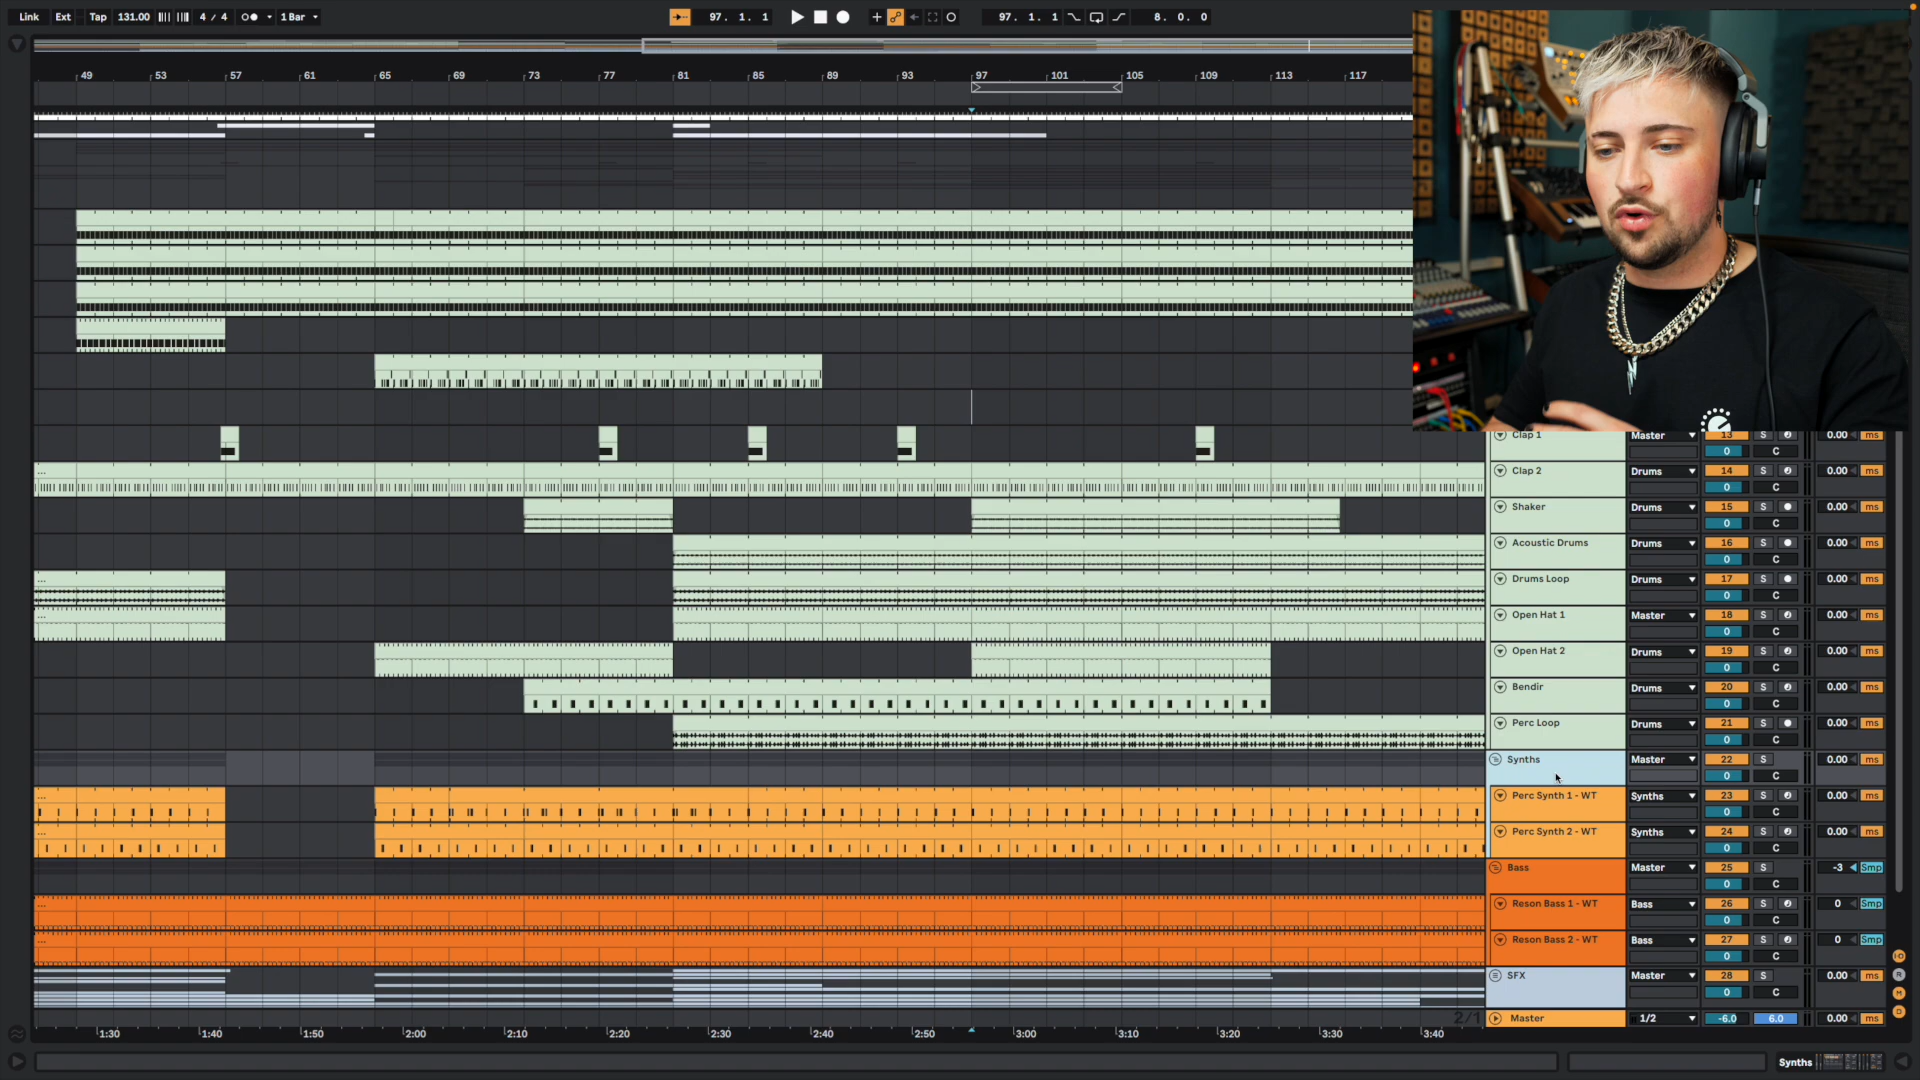 Link Ext Tap 131.00 4 / 4 1 Bar 97. 1. 1 97. 1. 1 8. 0. 0
49 53 57 61 65 69 73 77 81 85 89 93 97 101 105 109 113 117
Clap 1 Master 13 S 0.00 ms
0 C
Clap 2 Drums 14 S 0.00 ms
0 C
Shaker Drums 15 S 0.00 ms
0 C
Acoustic Drums Drums 16 S 0.00 ms
0 C
Drums Loop Drums 17 S 0.00 ms
0 C
Open Hat 1 Master 18 S 0.00 ms
0 C
Open Hat 2 Drums 19 S 0.00 ms
0 C
Bendir Drums 20 S 0.00 ms
0 C
Perc Loop Drums 21 S 0.00 ms
0 C
Synths Master 22 S 0.00 ms
0 C
Perc Synth 1 - WT Synths 23 S 0.00 ms
0 C
Perc Synth 2 - WT Synths 24 S 0.00 ms
0 C
Bass Master 25 S -3 Smp
0 C
Reson Bass 1 - WT Bass 26 S 0 Smp
0 C
Reson Bass 2 - WT Bass 27 S 0 Smp
0 C
SFX Master 28 S 0.00 ms
0 C
2/1 Master 1/2 -6.0 6.0 0.00 ms
1:30 1:40 1:50 2:00 2:10 2:20 2:30 2:40 2:50 3:00 3:10 3:20 3:30 3:40
Synths